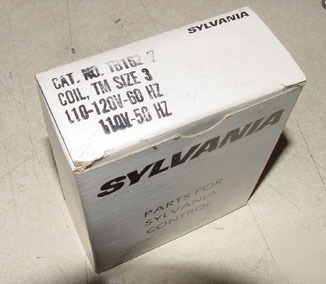 SYLVANIA
CAT. NO. TB162-7
COIL, TM SIZE 3
110-120V-60 HZ
110V-50 HZ
SYLVANIA
PARTS FOR
SYLVANIA
CONTROL